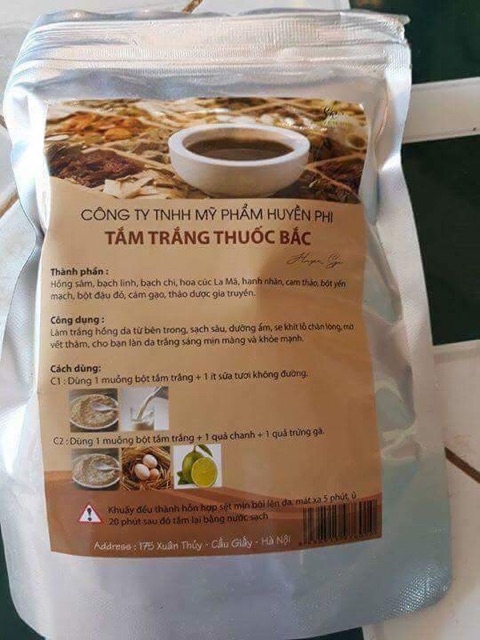 CÔNG TY TNHH MỸ PHẨM HUYỀN PHI
TẮM TRẮNG THUỐC BẮC
Thành phần :
Hồng sâm, bạch linh, bạch chi, hoa cúc La Mã, hạnh nhân, cam thảo, bột yến
mạch, bột đậu đỏ, cám gạo, thảo dược gia truyền.
Công dụng :
Làm trắng hồng da từ bên trong, sạch sâu, dưỡng ẩm, se khít lỗ chân lông, mờ
vết thâm, cho bạn làn da trắng sáng mịn màng và khỏe mạnh.
Cách dùng:
C1 : Dùng 1 muỗng bột tắm trắng + 1 ít sữa tươi không đường.
C2 : Dùng 1 muỗng bột tắm trắng + 1 quả chanh + 1 quả trứng gà.
Khuấy đều thành hỗn hợp sệt mịn bôi lên da, mát xa 5 phút, ủ
20 phút sau đó tắm lại bằng nước sạch
Address : 175 Xuân Thủy - Cầu Giấy - Hà Nội